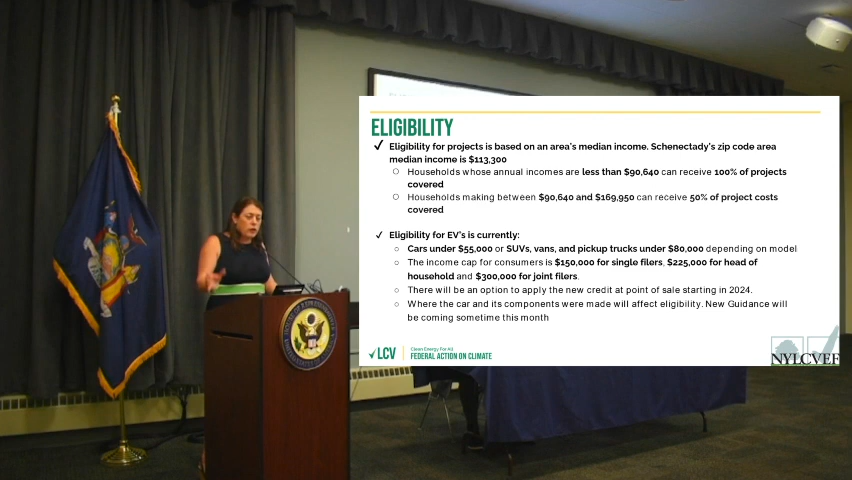 ELIGIBILITY
✓ Eligibility for projects is based on an area's median income. Schenectady's zip code area
median income is $113,300
○ Households whose annual incomes are less than $90,640 can receive 100% of projects
covered
○ Households making between $90,640 and $169,950 can receive 50% of project costs
covered
✓ Eligibility for EV's is currently:
○ Cars under $55,000 or SUVs, vans, and pickup trucks under $80,000 depending on model
○ The income cap for consumers is $150,000 for single filers, $225,000 for head of
household and $300,000 for joint filers.
○ There will be an option to apply the new credit at point of sale starting in 2024.
○ Where the car and its components were made will affect eligibility. New Guidance will
be coming sometime this month
LCV
Clean Energy For All
FEDERAL ACTION ON CLIMATE
NYLCVEF